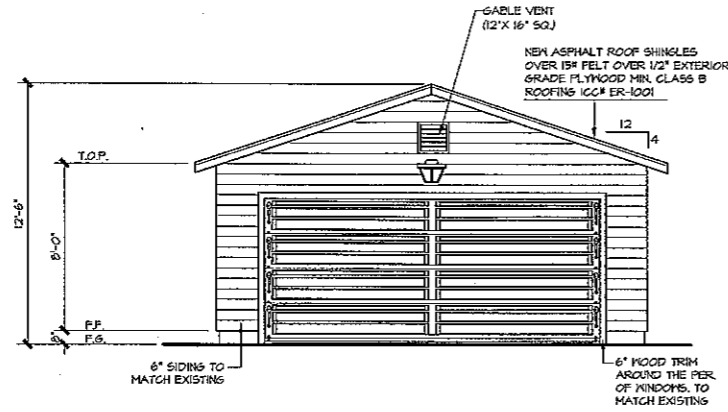 GABLE VENT
(12"X 16" SQ.)
NEW ASPHALT ROOF SHINGLES
OVER 15# FELT OVER 1/2" EXTERIOR
GRADE PLYWOOD MIN. CLASS B
ROOFING ICC# ER-1001
12
4
T.O.P.
12'-6"
8'-0"
F.F.
F.G.
6" SIDING TO
MATCH EXISTING
6" WOOD TRIM
AROUND THE PER
OF WINDOWS, TO
MATCH EXISTING